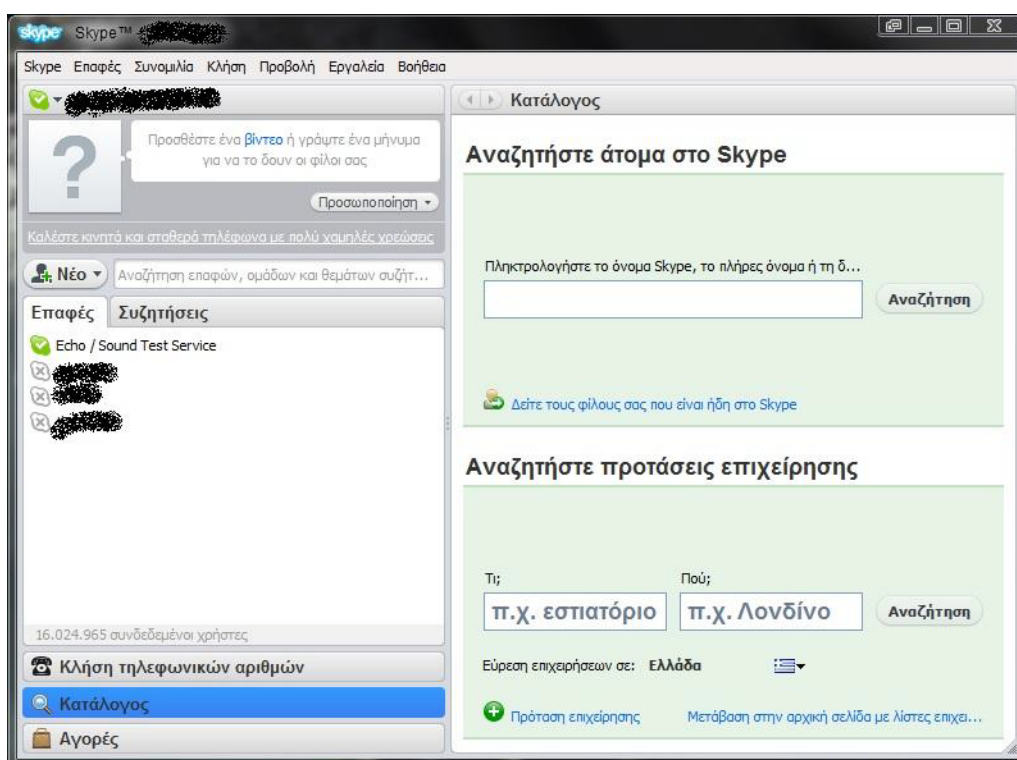 skype Skype™
Skype Επαφές Συνομιλία Κλήση Προβολή Εργαλεία Βοήθεια
Προσθέστε ένα βίντεο ή γράψτε ένα μήνυμα
για να το δουν οι φίλοι σας
Προσωποποίηση
Καλέστε κινητά και σταθερά τηλέφωνα με πολύ χαμηλές χρεώσεις
Νέο
Αναζήτηση επαφών, ομάδων και θεμάτων συζήτ...
Επαφές Συζητήσεις
Echo / Sound Test Service
16.024.965 συνδεδεμένοι χρήστες
Κλήση τηλεφωνικών αριθμών
Κατάλογος
Αγορές
Κατάλογος
Αναζητήστε άτομα στο Skype
Πληκτρολογήστε το όνομα Skype, το πλήρες όνομα ή τη δ...
Αναζήτηση
Δείτε τους φίλους σας που είναι ήδη στο Skype
Αναζητήστε προτάσεις επιχείρησης
Τι; Πού;
π.χ. εστιατόριο π.χ. Λονδίνο Αναζήτηση
Εύρεση επιχειρήσεων σε: Ελλάδα
Πρόταση επιχείρησης Μετάβαση στην αρχική σελίδα με λίστες επιχει...